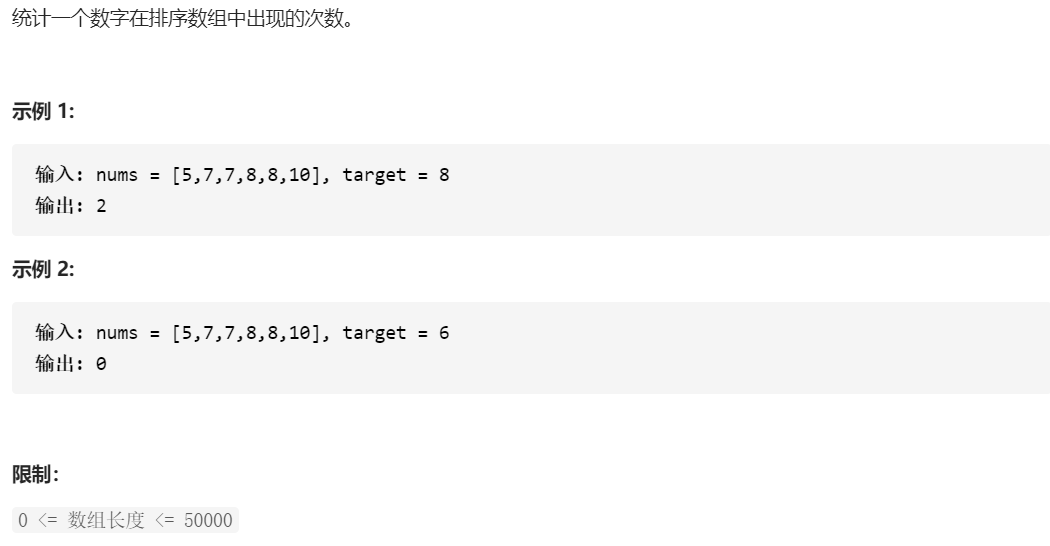 统计一个数字在排序数组中出现的次数。
示例 1:
输入: nums = [5,7,7,8,8,10], target = 8
输出: 2
示例 2:
输入: nums = [5,7,7,8,8,10], target = 6
输出: 0
限制：
0 <= 数组长度 <= 50000